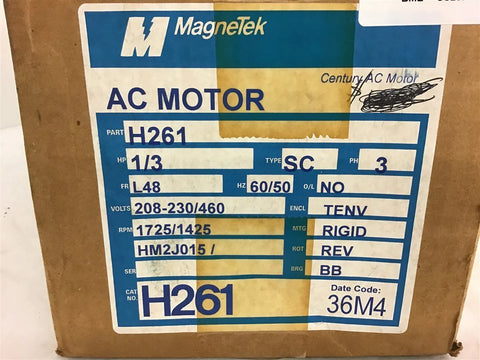 MagneTek
Century AC Motor
AC MOTOR
PART H261
HP 1/3 TYPE SC PH 3
FR L48 HZ 60/50 O/L NO
VOLTS 208-230/460 ENCL TENV
RPM 1725/1425 MTG RIGID
HM2J015 / ROT REV
SER BRG BB
CAT NO. H261 Date Code: 36M4